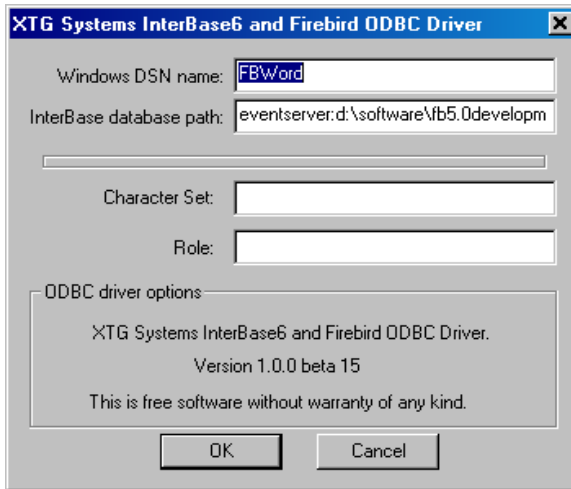 XTG Systems InterBase6 and Firebird ODBC Driver
Windows DSN name: FBWord
InterBase database path: eventserver:d:\software\fb5.0developm
Character Set:
Role:
ODBC driver options
XTG Systems InterBase6 and Firebird ODBC Driver.
Version 1.0.0 beta 15
This is free software without warranty of any kind.
OK Cancel